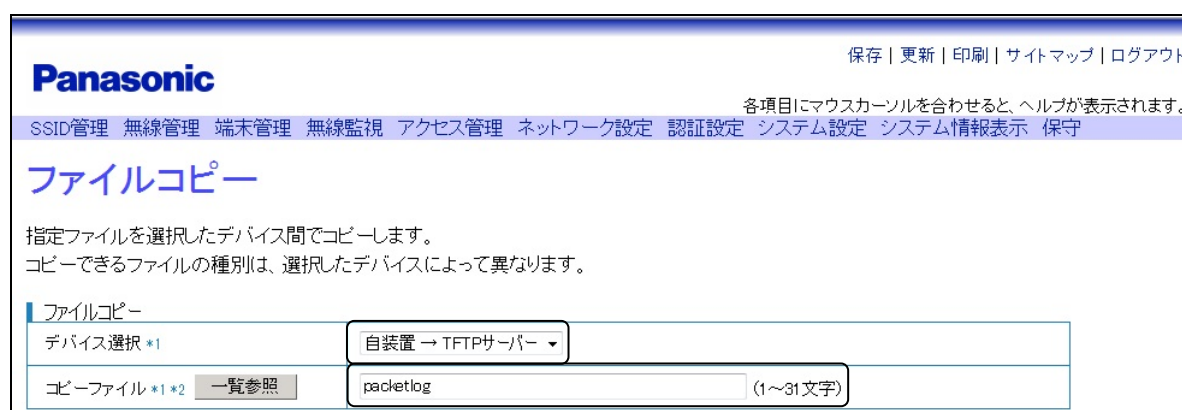 保存 | 更新 | 印刷 | サイトマップ | ログアウト
Panasonic
各項目にマウスカーソルを合わせると、ヘルプが表示されます。
SSID管理 無線管理 端末管理 無線監視 アクセス管理 ネットワーク設定 認証設定 システム設定 システム情報表示 保守
ファイルコピー
指定ファイルを選択したデバイス間でコピーします。
コピーできるファイルの種別は、選択したデバイスによって異なります。
ファイルコピー
デバイス選択 *1 自装置 → TFTPサーバー
コピーファイル *1 *2 一覧参照 packetlog (1～31文字)